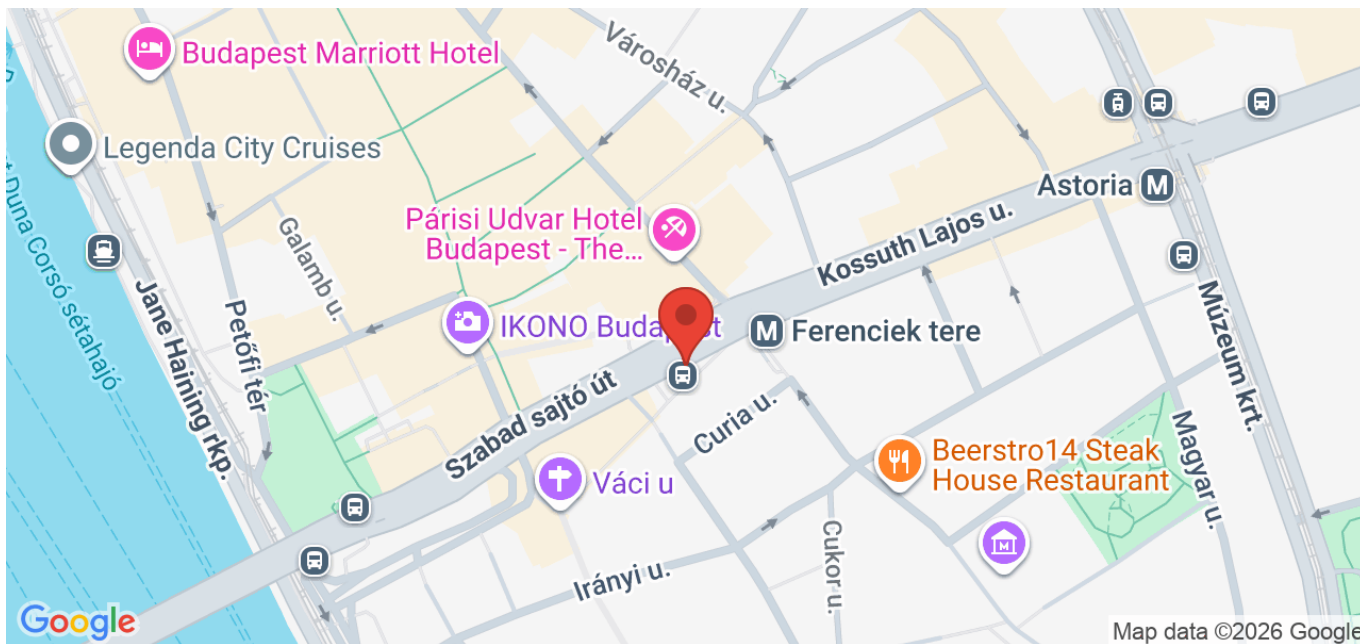 Budapest Marriott Hotel
Városház u.
Legenda City Cruises
Astoria
Párisi Udvar Hotel
Budapest - The...
Kossuth Lajos u.
Galamb u.
Duna Corsó sétahajó
Jane Haining rkp.
Petőfi tér
IKONO Budapest
Ferenciek tere
Múzeum krt.
Szabad sajtó út
Curia u.
Magyar u.
Beerstro14 Steak
House Restaurant
Váci u
Cukor u.
Irányi u.
Google
Map data ©2026 Google